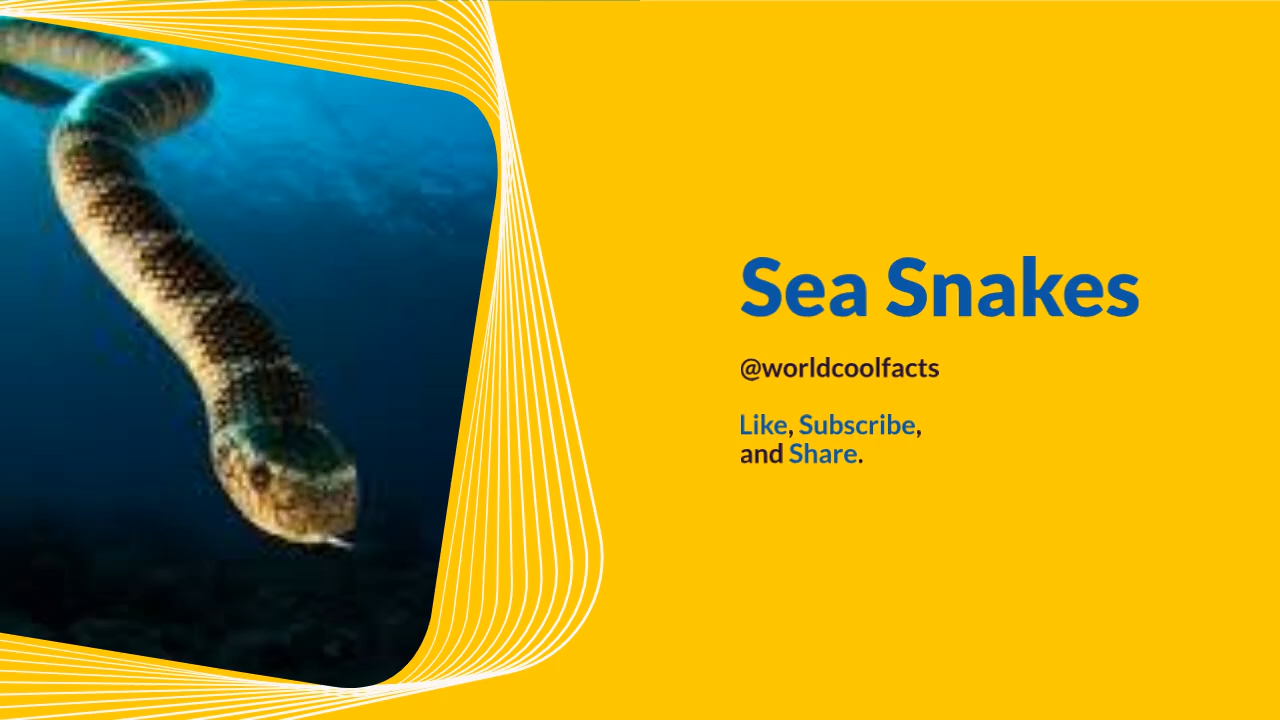 Sea Snakes
@worldcoolfacts
Like, Subscribe,
and Share.